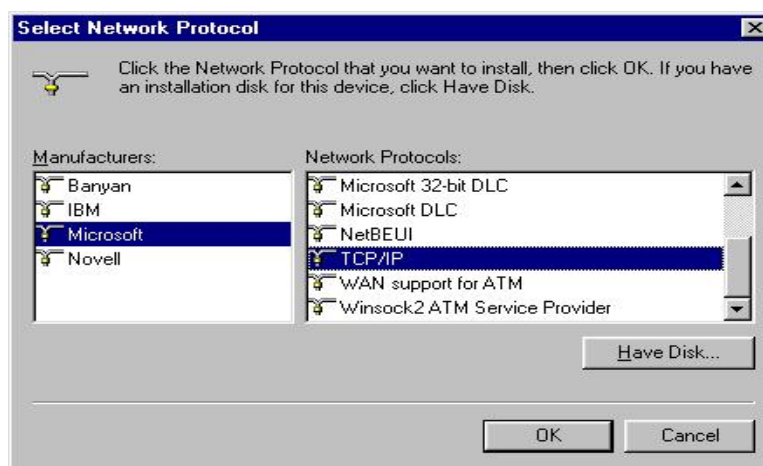 Select Network Protocol
Click the Network Protocol that you want to install, then click OK. If you have
an installation disk for this device, click Have Disk.
Manufacturers:
Banyan
IBM
Microsoft
Novell
Network Protocols:
Microsoft 32-bit DLC
Microsoft DLC
NetBEUI
TCP/IP
WAN support for ATM
Winsock2 ATM Service Provider
Have Disk...
OK
Cancel